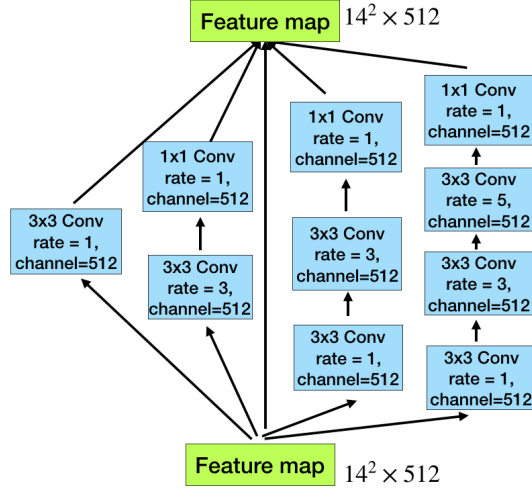 Feature map
14² × 512
1x1 Conv
rate = 1,
channel=512
1x1 Conv
rate = 1,
channel=512
1x1 Conv
rate = 1,
channel=512
3x3 Conv
rate = 5,
channel=512
3x3 Conv
rate = 1,
channel=512
3x3 Conv
rate = 3,
channel=512
3x3 Conv
rate = 3,
channel=512
3x3 Conv
rate = 3,
channel=512
3x3 Conv
rate = 1,
channel=512
3x3 Conv
rate = 1,
channel=512
Feature map
14² × 512